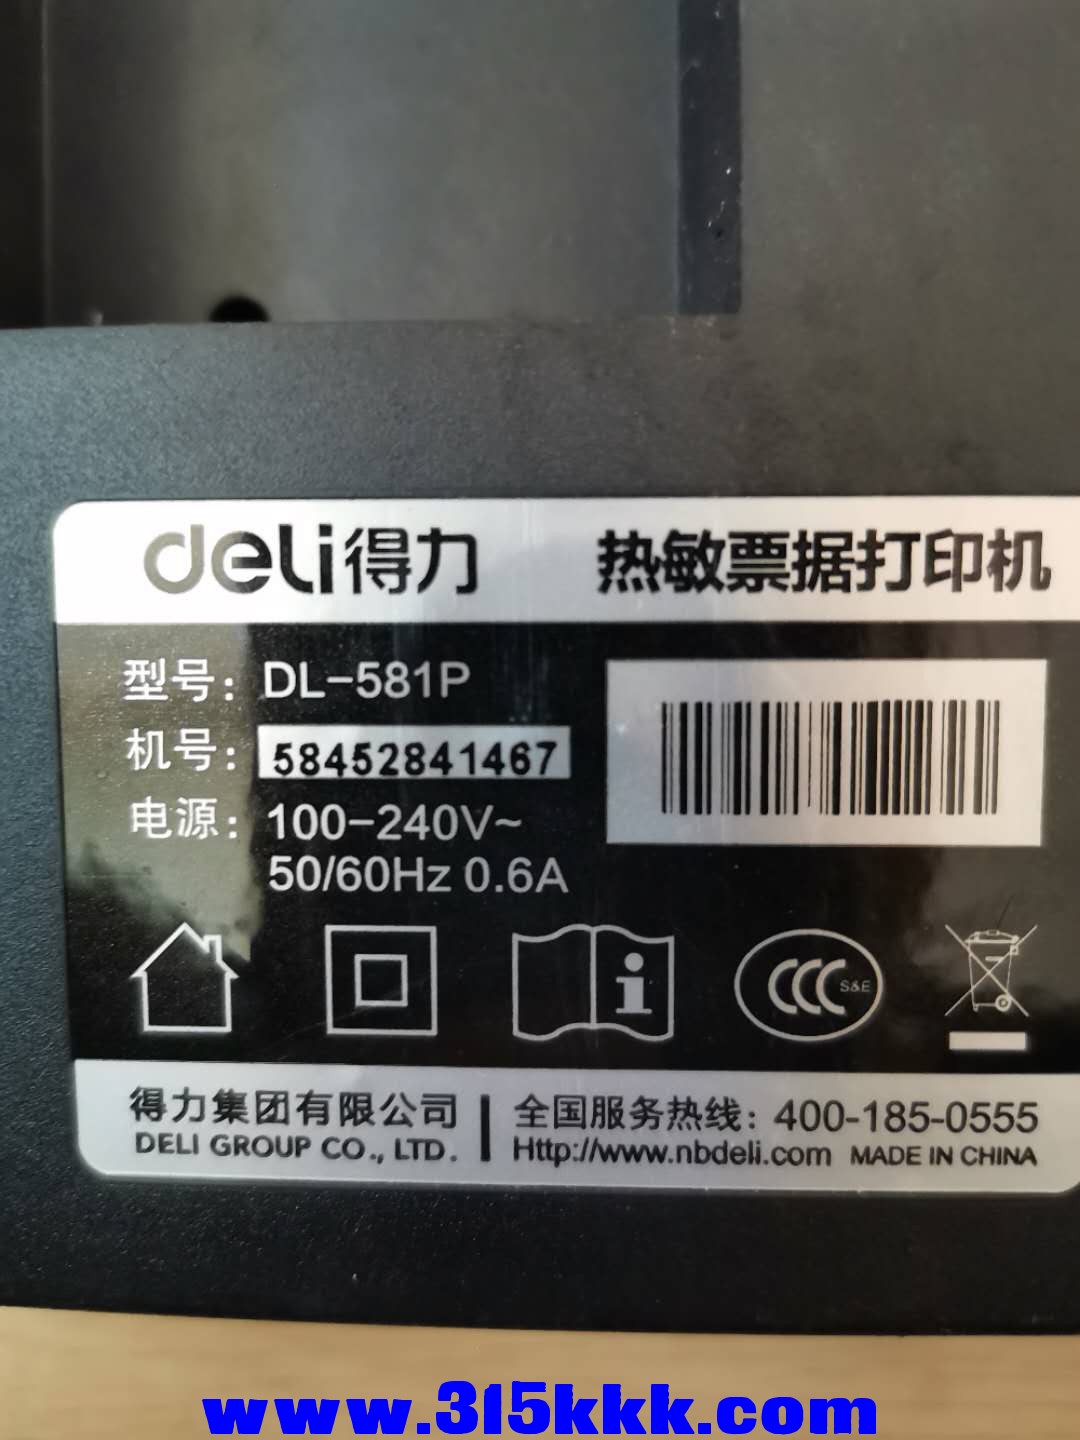 deli得力 热敏票据打印机
型号：DL-581P
机号：58452841467
电源：100-240V~
50/60Hz 0.6A
CCC S&E
得力集团有限公司 全国服务热线：400-185-0555
DELI GROUP CO., LTD. Http://www.nbdeli.com MADE IN CHINA
www.315kkk.com